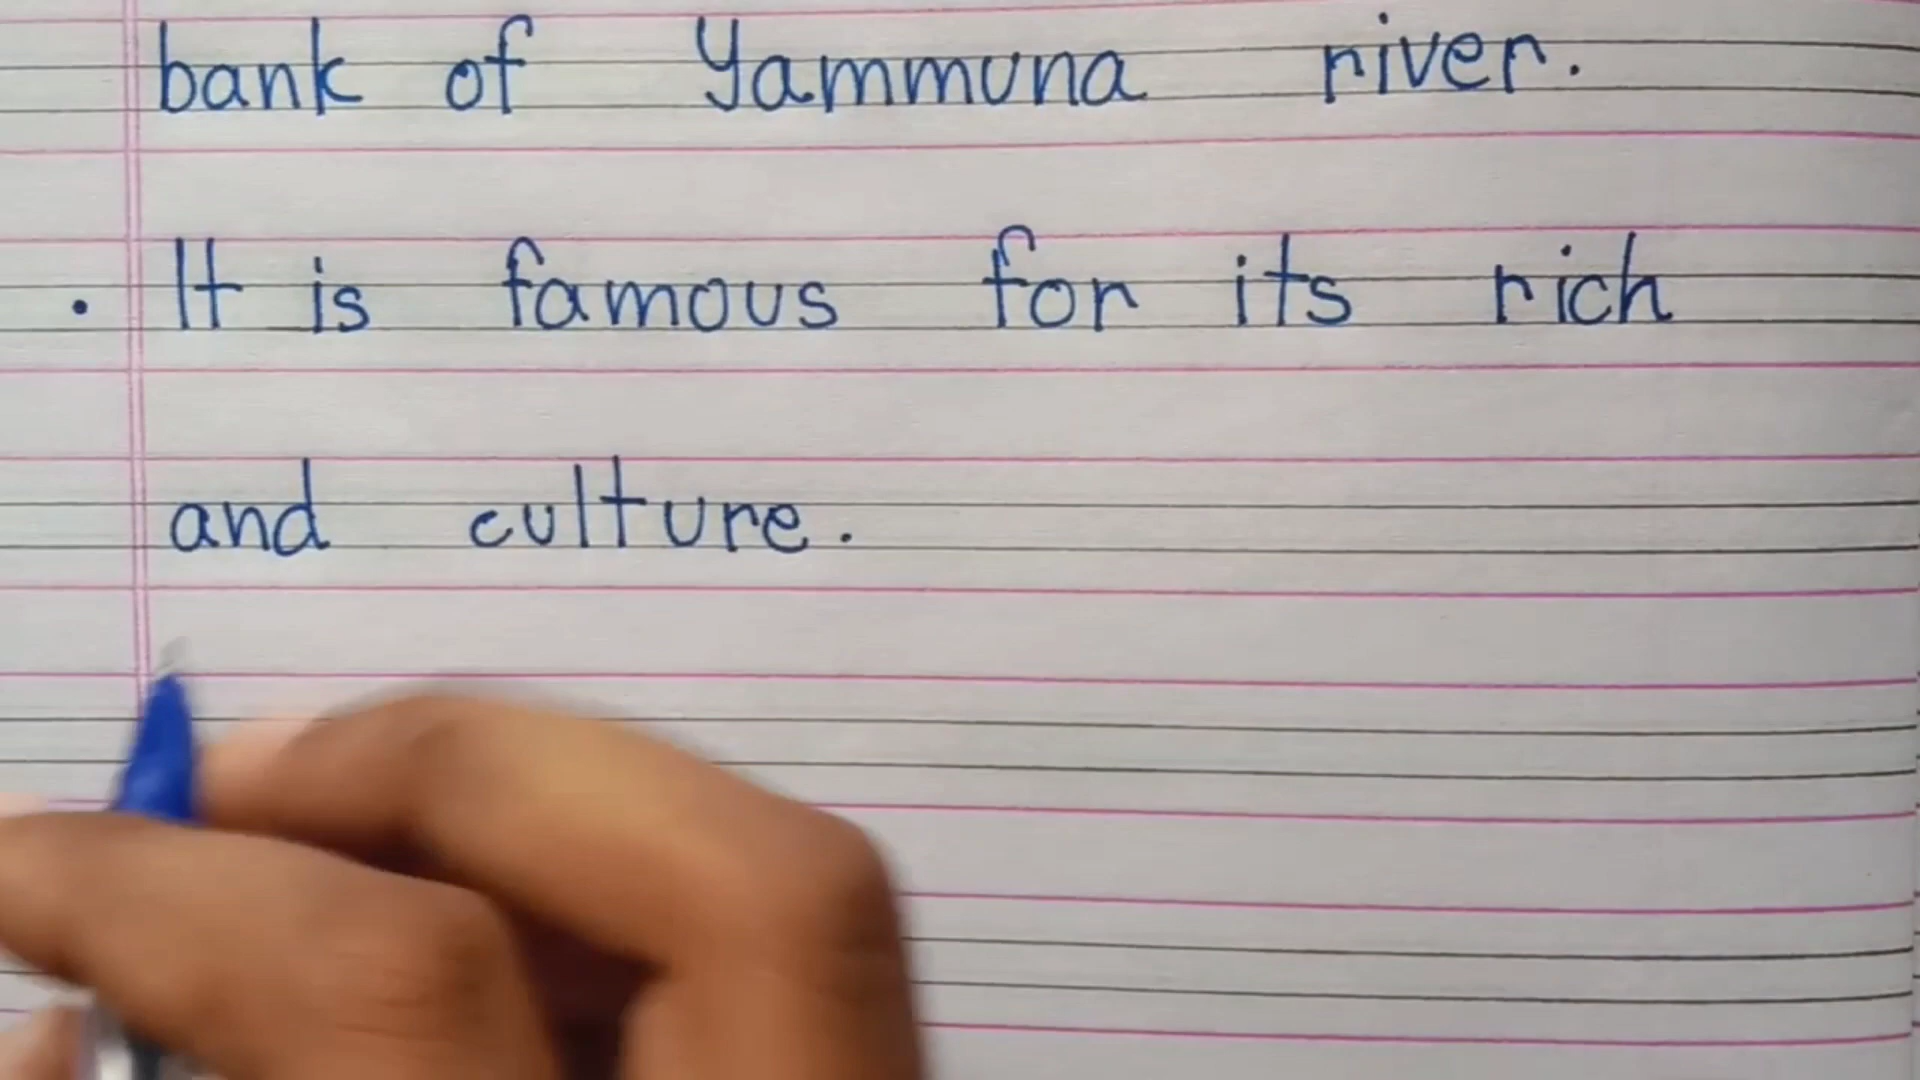 bank of Yammuna river.
. It is famous for its rich
and culture.